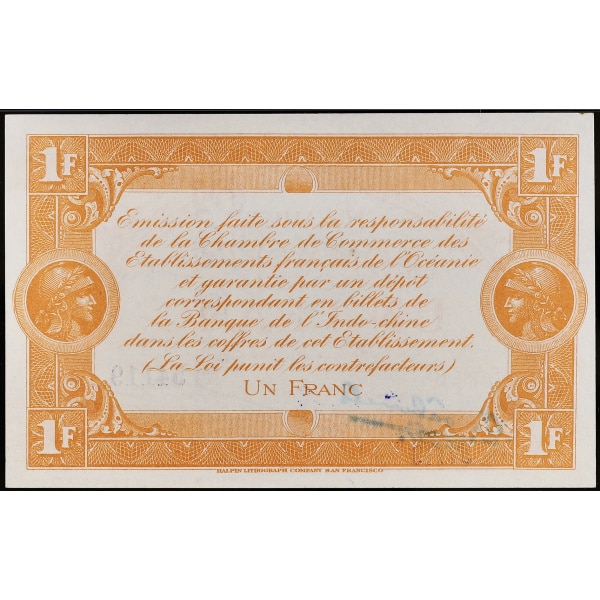 1F 1F
Emission faite sous la responsabilité
de la Chambre de Commerce des
Etablissements français de l'Océanie
et garantie par un dépôt
correspondant en billets de
la Banque de l'Indo-chine
dans les coffres de cet Etablissement.
(La Loi punit les contrefacteurs)
UN FRANC
1F 1F
HALPIN LITHOGRAPH COMPANY SAN FRANCISCO